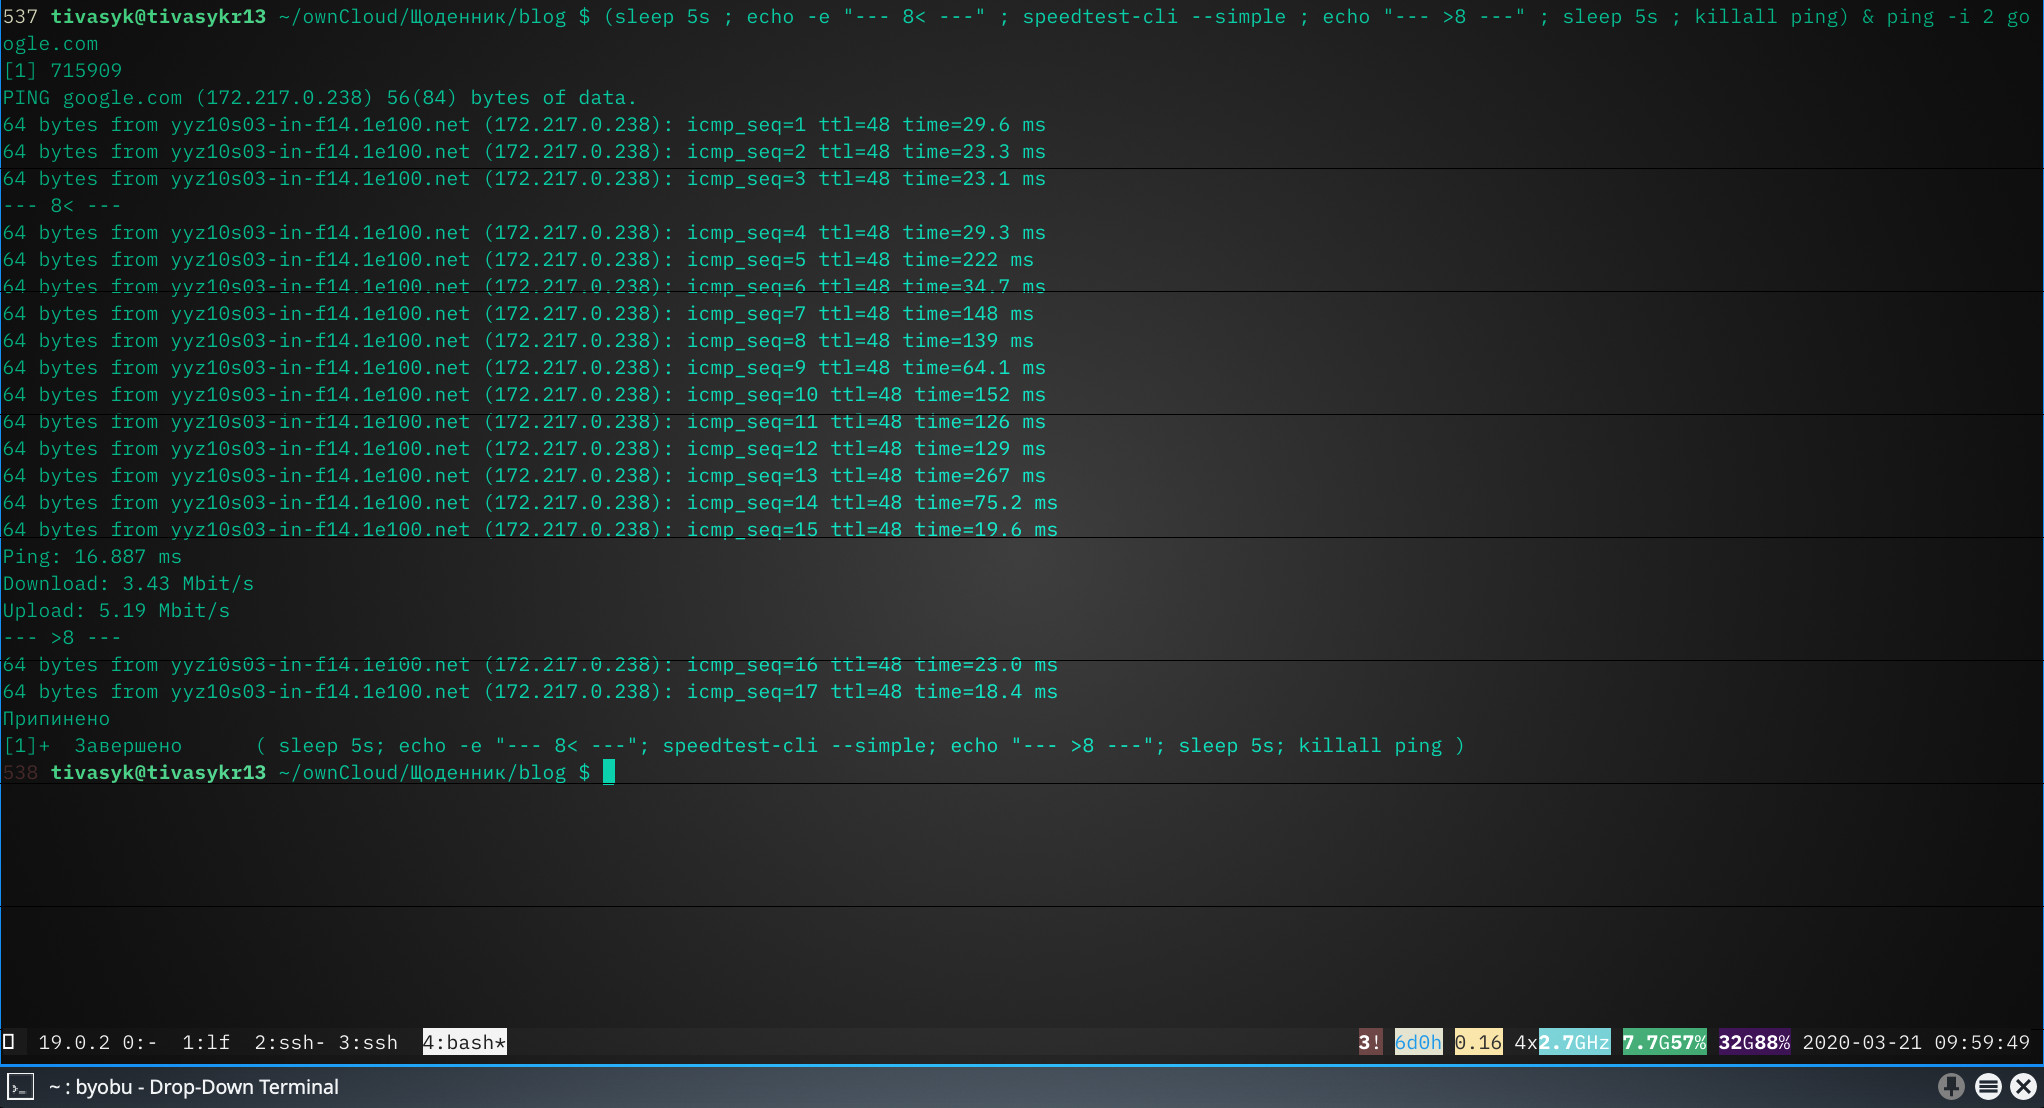 537 tivasyk@tivasykr13 ~/ownCloud/Щоденник/blog $ (sleep 5s ; echo -e "--- 8< ---" ; speedtest-cli --simple ; echo "--- >8 ---" ; sleep 5s ; killall ping) & ping -i 2 go
ogle.com
[1] 715909
PING google.com (172.217.0.238) 56(84) bytes of data.
64 bytes from yyz10s03-in-f14.1e100.net (172.217.0.238): icmp_seq=1 ttl=48 time=29.6 ms
64 bytes from yyz10s03-in-f14.1e100.net (172.217.0.238): icmp_seq=2 ttl=48 time=23.3 ms
64 bytes from yyz10s03-in-f14.1e100.net (172.217.0.238): icmp_seq=3 ttl=48 time=23.1 ms
--- 8< ---
64 bytes from yyz10s03-in-f14.1e100.net (172.217.0.238): icmp_seq=4 ttl=48 time=29.3 ms
64 bytes from yyz10s03-in-f14.1e100.net (172.217.0.238): icmp_seq=5 ttl=48 time=222 ms
64 bytes from yyz10s03-in-f14.1e100.net (172.217.0.238): icmp_seq=6 ttl=48 time=34.7 ms
64 bytes from yyz10s03-in-f14.1e100.net (172.217.0.238): icmp_seq=7 ttl=48 time=148 ms
64 bytes from yyz10s03-in-f14.1e100.net (172.217.0.238): icmp_seq=8 ttl=48 time=139 ms
64 bytes from yyz10s03-in-f14.1e100.net (172.217.0.238): icmp_seq=9 ttl=48 time=64.1 ms
64 bytes from yyz10s03-in-f14.1e100.net (172.217.0.238): icmp_seq=10 ttl=48 time=152 ms
64 bytes from yyz10s03-in-f14.1e100.net (172.217.0.238): icmp_seq=11 ttl=48 time=126 ms
64 bytes from yyz10s03-in-f14.1e100.net (172.217.0.238): icmp_seq=12 ttl=48 time=129 ms
64 bytes from yyz10s03-in-f14.1e100.net (172.217.0.238): icmp_seq=13 ttl=48 time=267 ms
64 bytes from yyz10s03-in-f14.1e100.net (172.217.0.238): icmp_seq=14 ttl=48 time=75.2 ms
64 bytes from yyz10s03-in-f14.1e100.net (172.217.0.238): icmp_seq=15 ttl=48 time=19.6 ms
Ping: 16.887 ms
Download: 3.43 Mbit/s
Upload: 5.19 Mbit/s
--- >8 ---
64 bytes from yyz10s03-in-f14.1e100.net (172.217.0.238): icmp_seq=16 ttl=48 time=23.0 ms
64 bytes from yyz10s03-in-f14.1e100.net (172.217.0.238): icmp_seq=17 ttl=48 time=18.4 ms
Припинено
[1]+  Завершено      ( sleep 5s; echo -e "--- 8< ---"; speedtest-cli --simple; echo "--- >8 ---"; sleep 5s; killall ping )
538 tivasyk@tivasykr13 ~/ownCloud/Щоденник/blog $
19.0.2 0:-  1:lf  2:ssh- 3:ssh  4:bash* 3! 6d0h 0.16 4x2.7GHz 7.7G57% 32G88% 2020-03-21 09:59:49
~ : byobu - Drop-Down Terminal